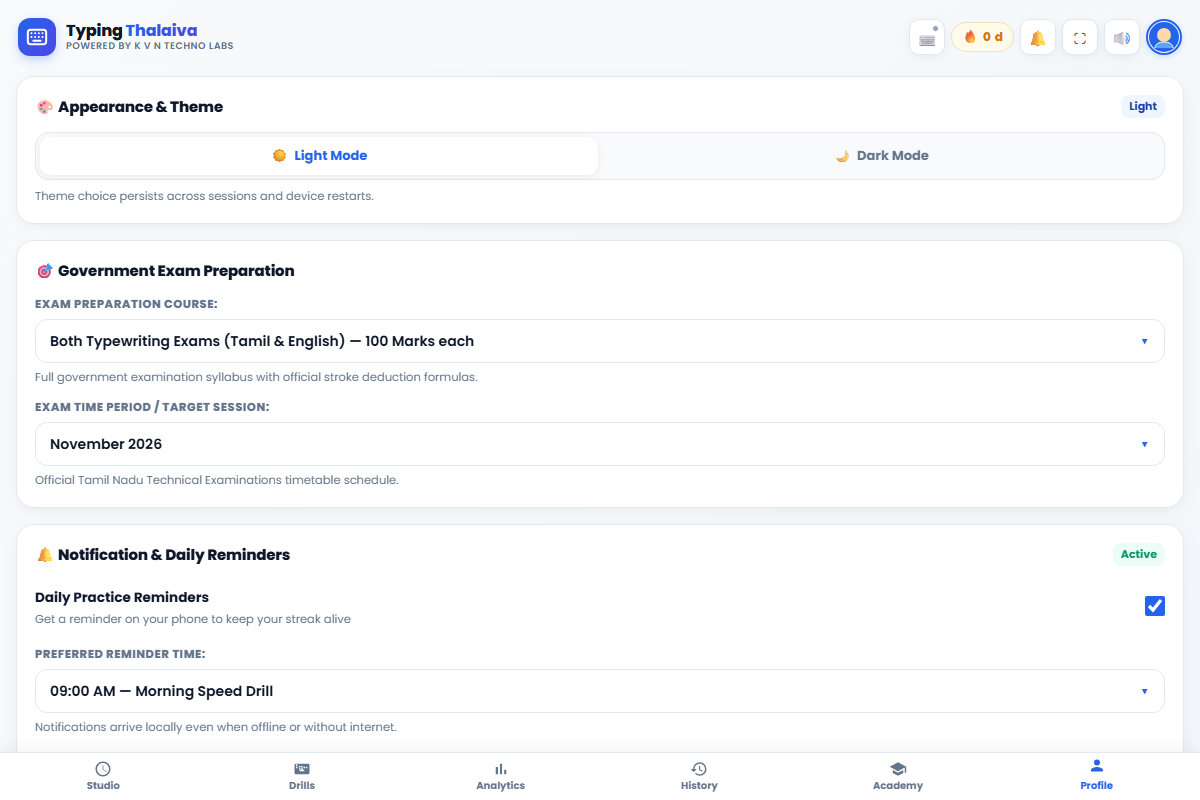 Typing Thalaiva
POWERED BY K V N TECHNO LABS
0 d
Appearance & Theme
Light
Light Mode
Dark Mode
Theme choice persists across sessions and device restarts.
Government Exam Preparation
EXAM PREPARATION COURSE:
Both Typewriting Exams (Tamil & English) — 100 Marks each
Full government examination syllabus with official stroke deduction formulas.
EXAM TIME PERIOD / TARGET SESSION:
November 2026
Official Tamil Nadu Technical Examinations timetable schedule.
Notification & Daily Reminders
Active
Daily Practice Reminders
Get a reminder on your phone to keep your streak alive
PREFERRED REMINDER TIME:
09:00 AM — Morning Speed Drill
Notifications arrive locally even when offline or without internet.
Studio
Drills
Analytics
History
Academy
Profile